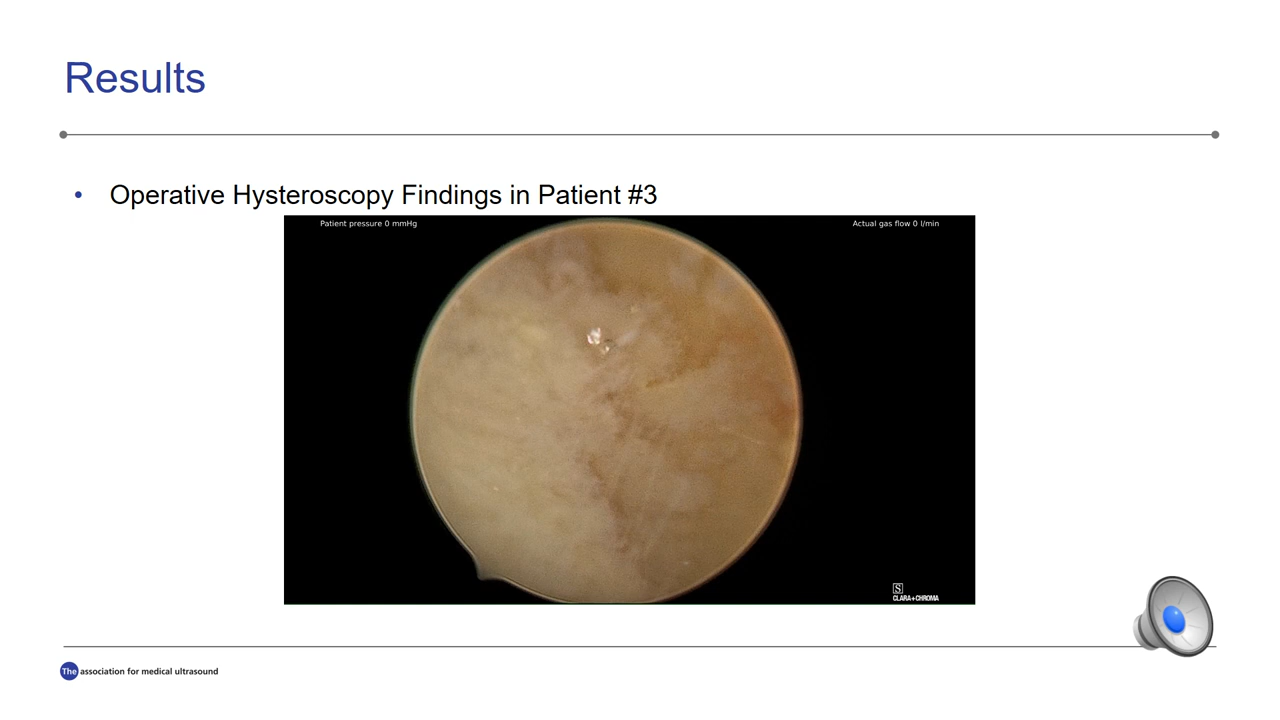 Results
• Operative Hysteroscopy Findings in Patient #3
Patient pressure 0 mmHg
Actual gas flow 0 l/min
S
CLARA+CHROMA
The association for medical ultrasound